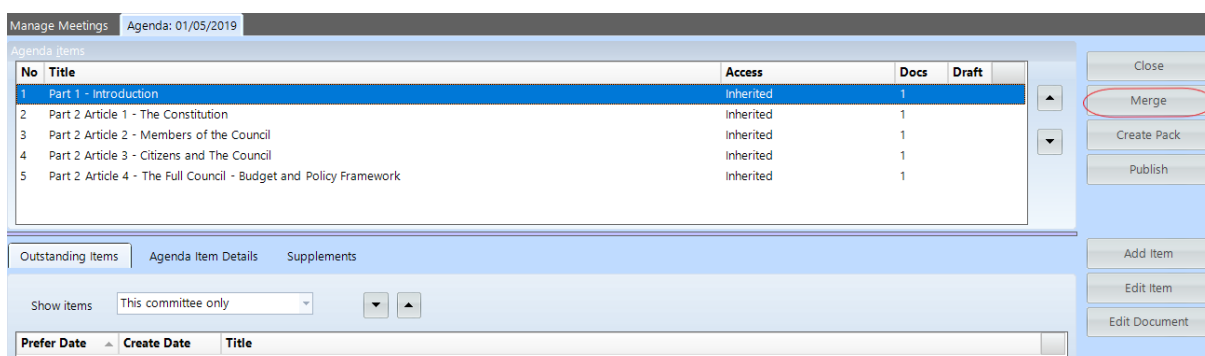 Manage Meetings Agenda: 01/05/2019
Agenda items
No Title Access Docs Draft
1 Part 1 - Introduction Inherited 1
2 Part 2 Article 1 - The Constitution Inherited 1
3 Part 2 Article 2 - Members of the Council Inherited 1
4 Part 2 Article 3 - Citizens and The Council Inherited 1
5 Part 2 Article 4 - The Full Council - Budget and Policy Framework Inherited 1
Close
Merge
Create Pack
Publish
Outstanding Items Agenda Item Details Supplements
Show items This committee only
Prefer Date Create Date Title
Add Item
Edit Item
Edit Document